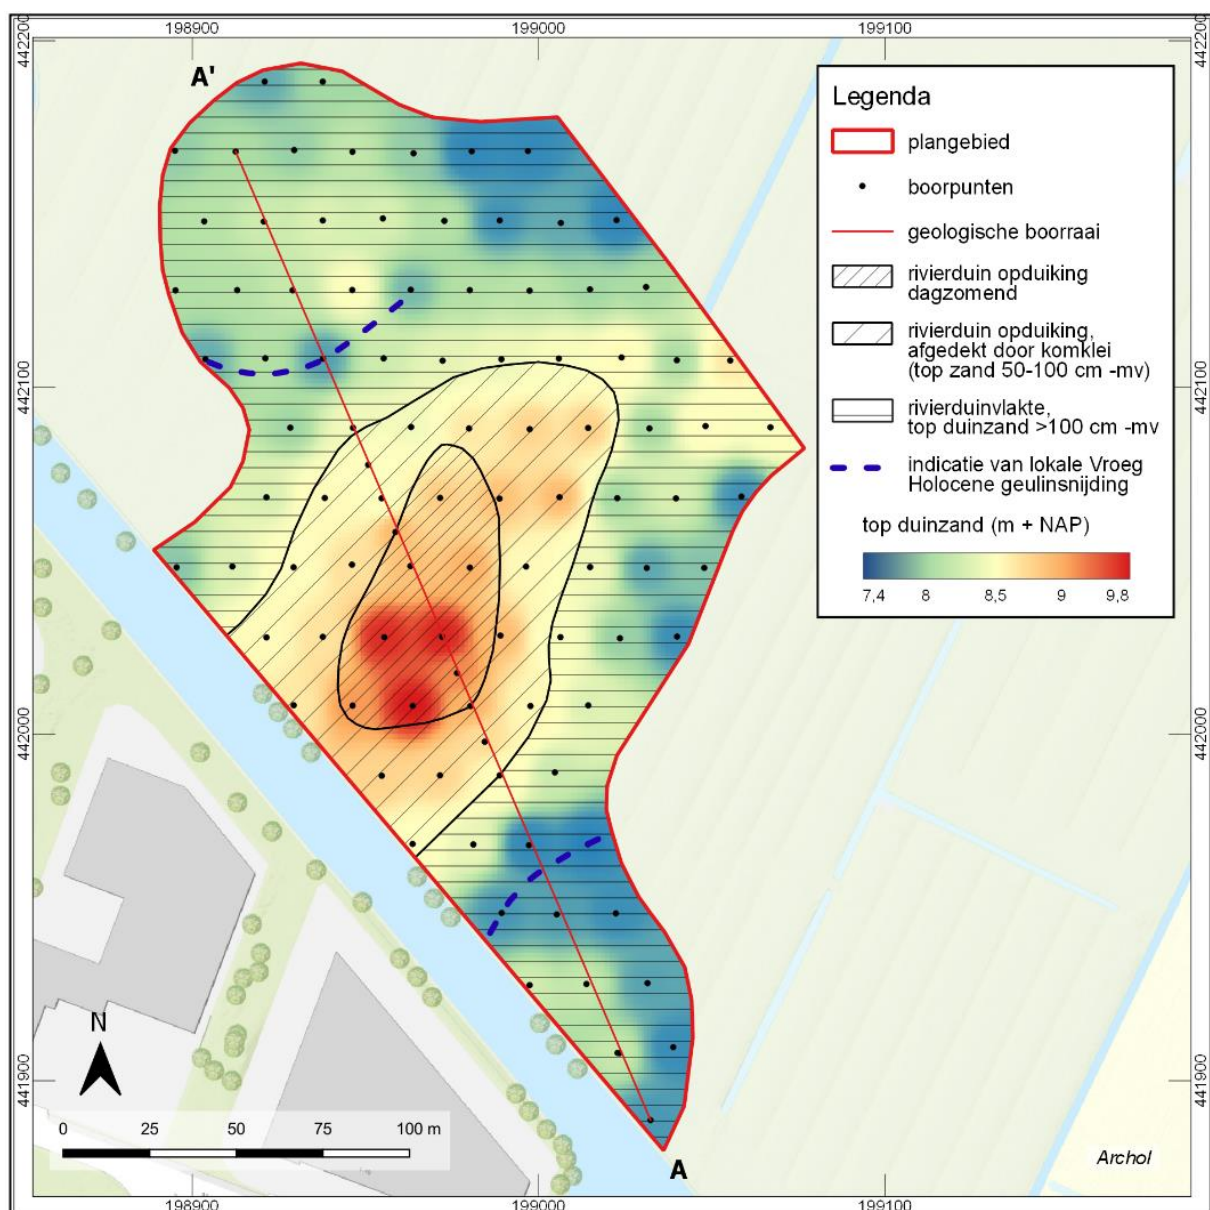 198900 199000 199100
442200 442200
A'
Legenda
plangebied
boorpunten
geologische boorraai
rivierduin opduiking
dagzomend
rivierduin opduiking,
afgedekt door komklei
(top zand 50-100 cm -mv)
rivierduinvlakte,
top duinzand >100 cm -mv
indicatie van lokale Vroeg
Holocene geulinsnijding
top duinzand (m + NAP)
7,4 8 8,5 9 9,8
442100 442100
442000 442000
441900 441900
N
0 25 50 75 100 m
A
Archol
198900 199000 199100